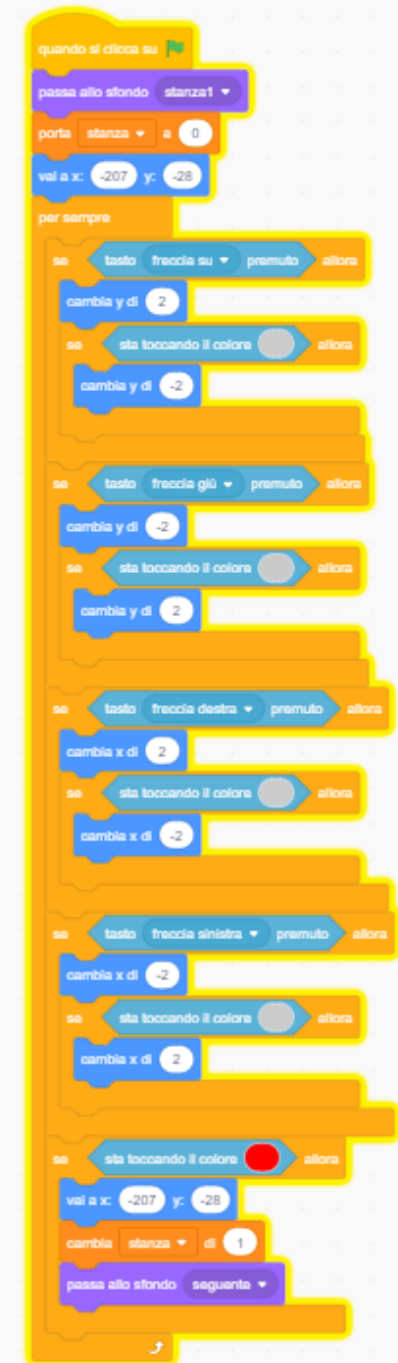 quando si clicca su
passa allo sfondo stanza1
porta stanza a 0
vai a x: -207 y: -28
per sempre
se tasto freccia su premuto allora
cambia y di 2
se sta toccando il colore allora
cambia y di -2
se tasto freccia giù premuto allora
cambia y di -2
se sta toccando il colore allora
cambia y di 2
se tasto freccia destra premuto allora
cambia x di 2
se sta toccando il colore allora
cambia x di -2
se tasto freccia sinistra premuto allora
cambia x di -2
se sta toccando il colore allora
cambia x di 2
se sta toccando il colore allora
vai a x: -207 y: -28
cambia stanza di 1
passa allo sfondo seguente